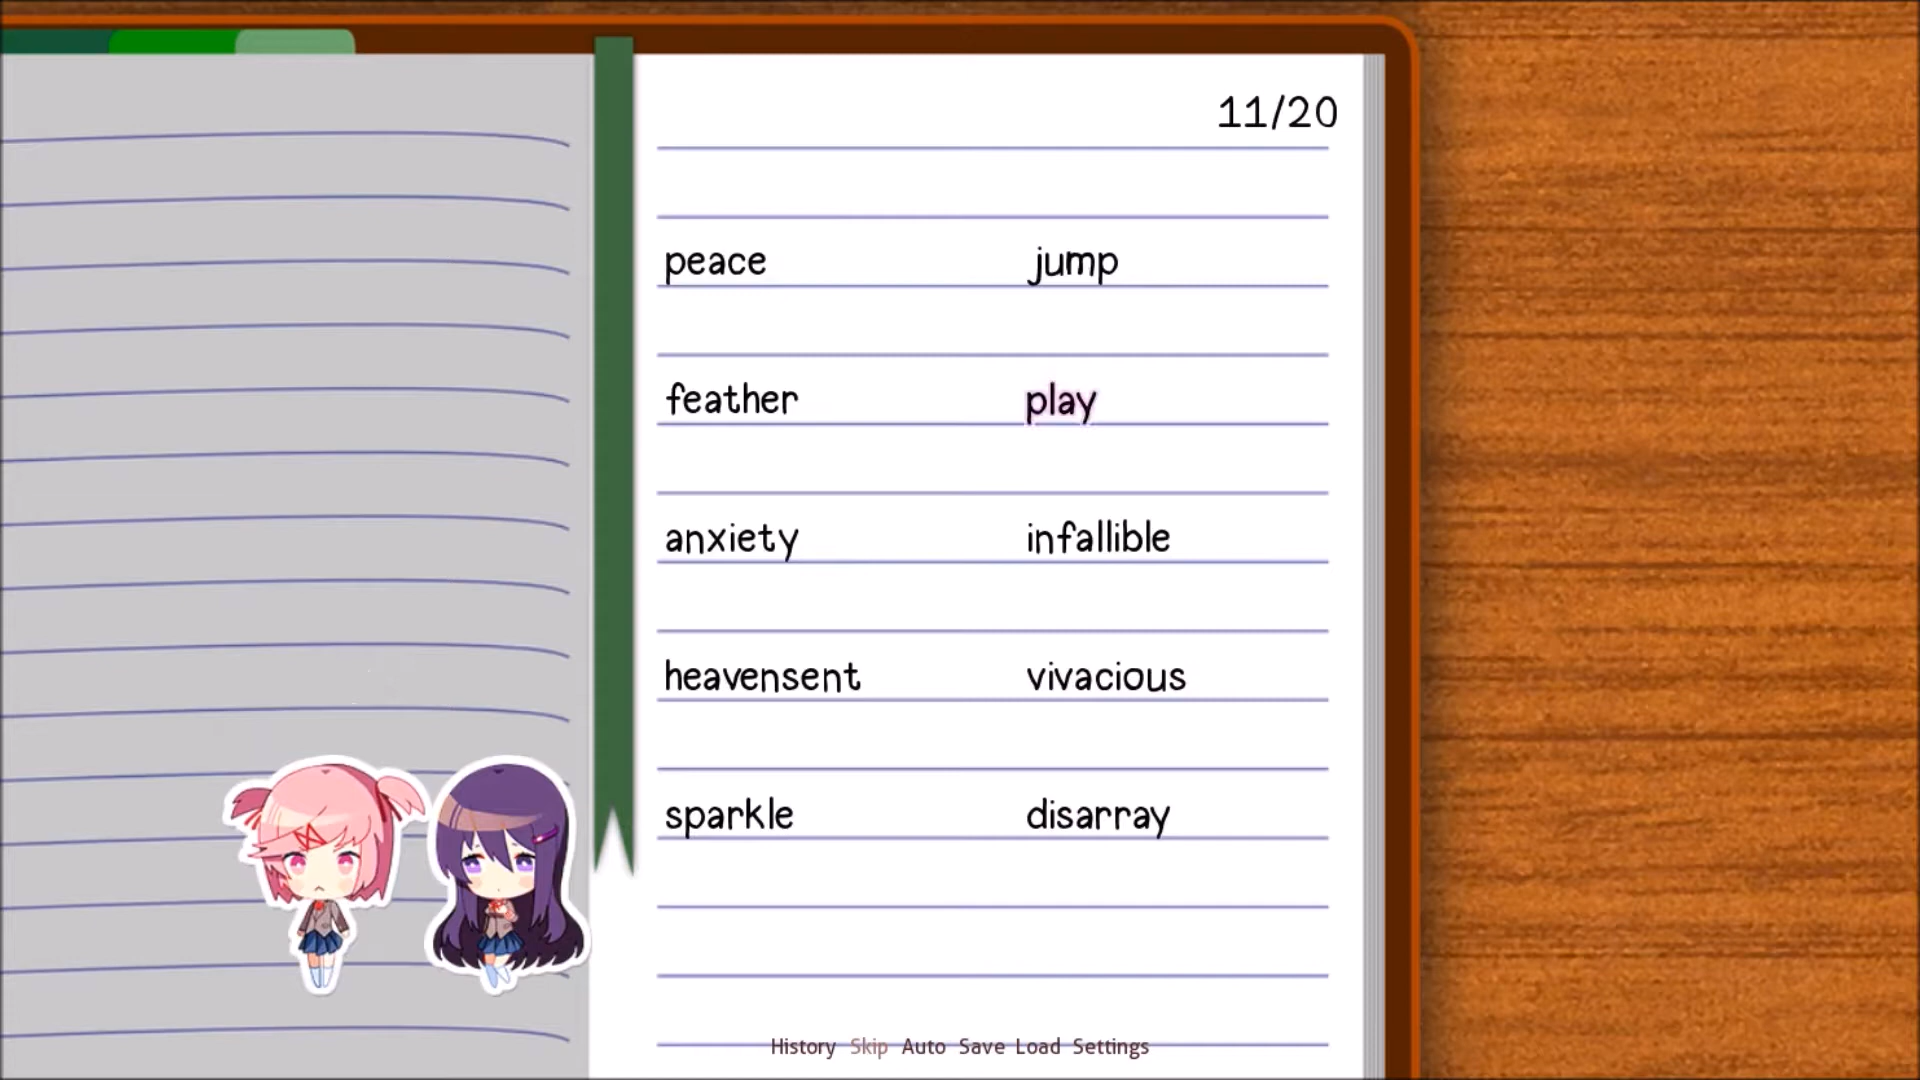 11/20
peace jump
feather play
anxiety infallible
heavensent vivacious
sparkle disarray
History Skip Auto Save Load Settings